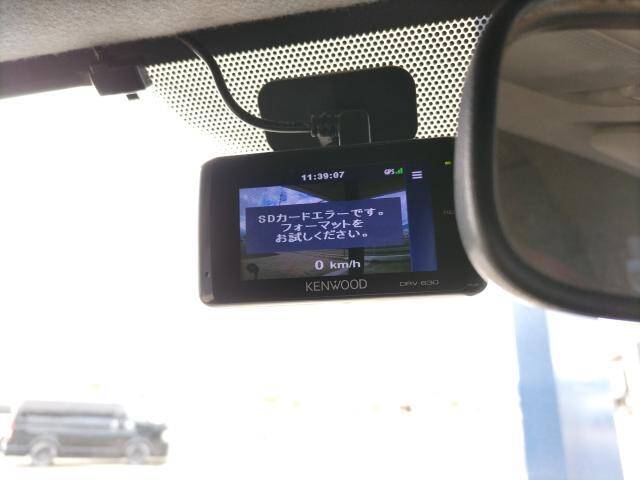 11:39:07
GPS
SDカードエラーです。
フォーマットを
お試しください。
0 km/h
KENWOOD
DRV-630